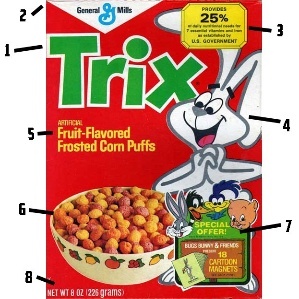 2
General Mills
PROVIDES
25%
of daily nutritional needs for
7 essential vitamins and iron
as established by
U.S. GOVERNMENT
3
1
Trix
4
ARTIFICIAL
5
Fruit-Flavored
Frosted Corn Puffs
6
SPECIAL
OFFER!
7
BUGS BUNNY & FRIENDS
18
CARTOON
MAGNETS
8
NET WT 8 OZ (226 grams)